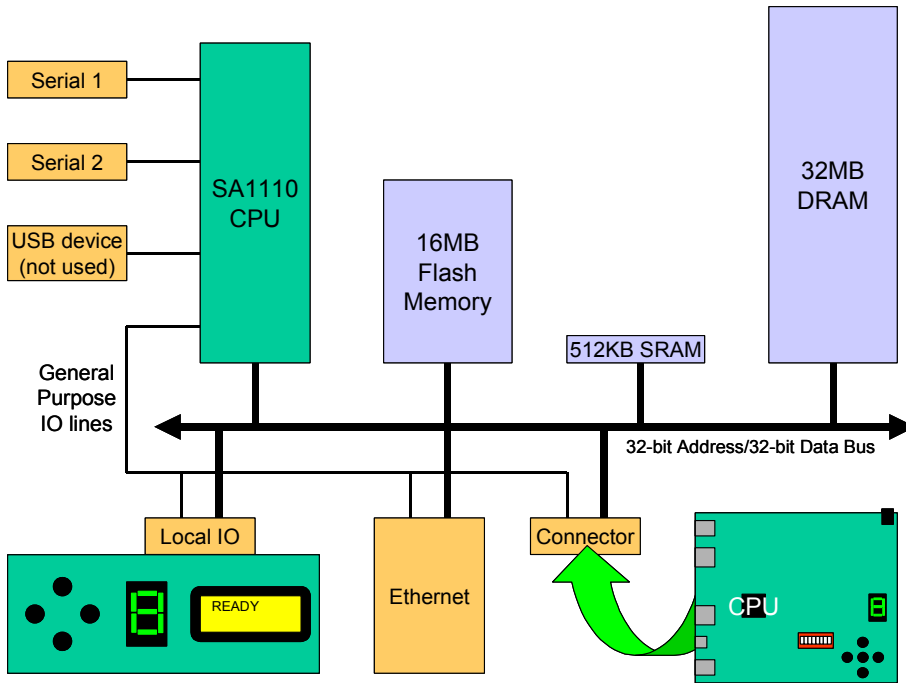 Serial 1
Serial 2
USB device
(not used)
SA1110
CPU
16MB
Flash
Memory
512KB SRAM
32MB
DRAM
General
Purpose
IO lines
32-bit Address/32-bit Data Bus
Local IO
READY
Ethernet
Connector
CPU